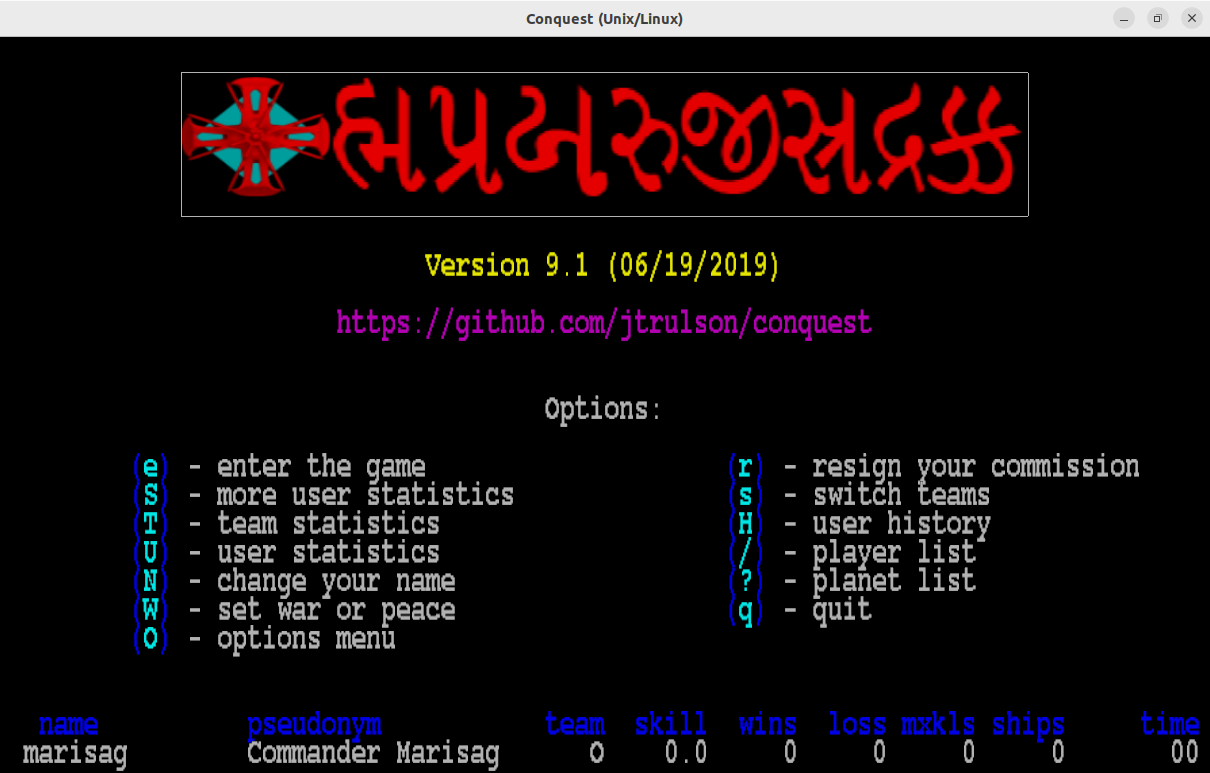 Conquest (Unix/Linux)
Version 9.1 (06/19/2019)
https://github.com/jtrulson/conquest
Options:
(e) - enter the game (r) - resign your commission
(S) - more user statistics (s) - switch teams
(T) - team statistics (H) - user history
(U) - user statistics (/) - player list
(N) - change your name (?) - planet list
(W) - set war or peace (q) - quit
(O) - options menu
name pseudonym team skill wins loss mxkls ships time
marisag Commander Marisag O 0.0 0 0 0 0 00